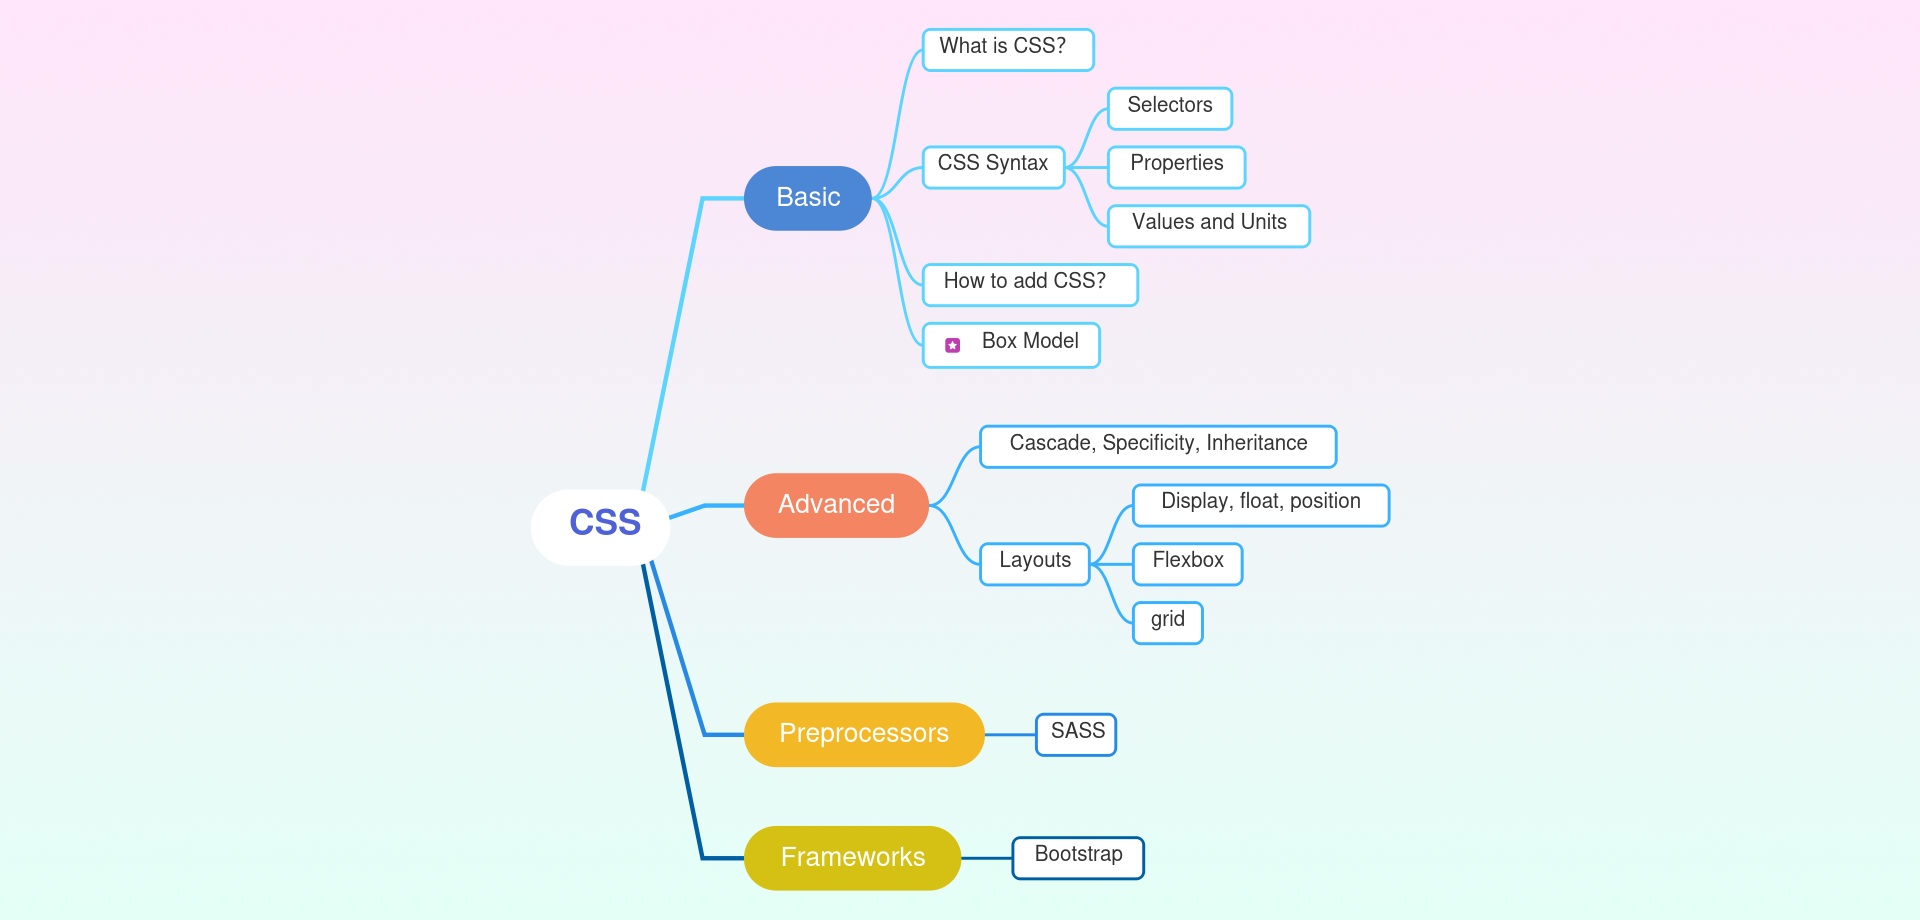 CSS
Basic
What is CSS?
CSS Syntax
Selectors
Properties
Values and Units
How to add CSS?
Box Model
Advanced
Cascade, Specificity, Inheritance
Layouts
Display, float, position
Flexbox
grid
Preprocessors
SASS
Frameworks
Bootstrap